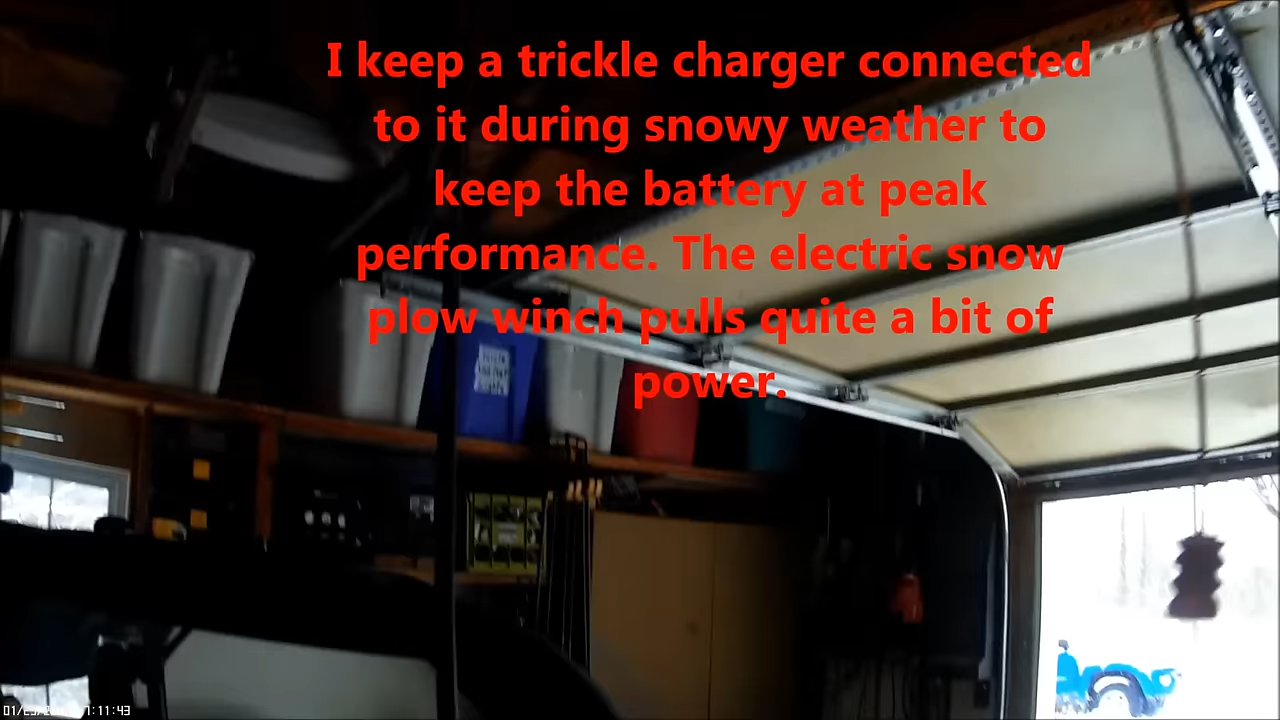 I keep a trickle charger connected
to it during snowy weather to
keep the battery at peak
performance. The electric snow
plow winch pulls quite a bit of
power.